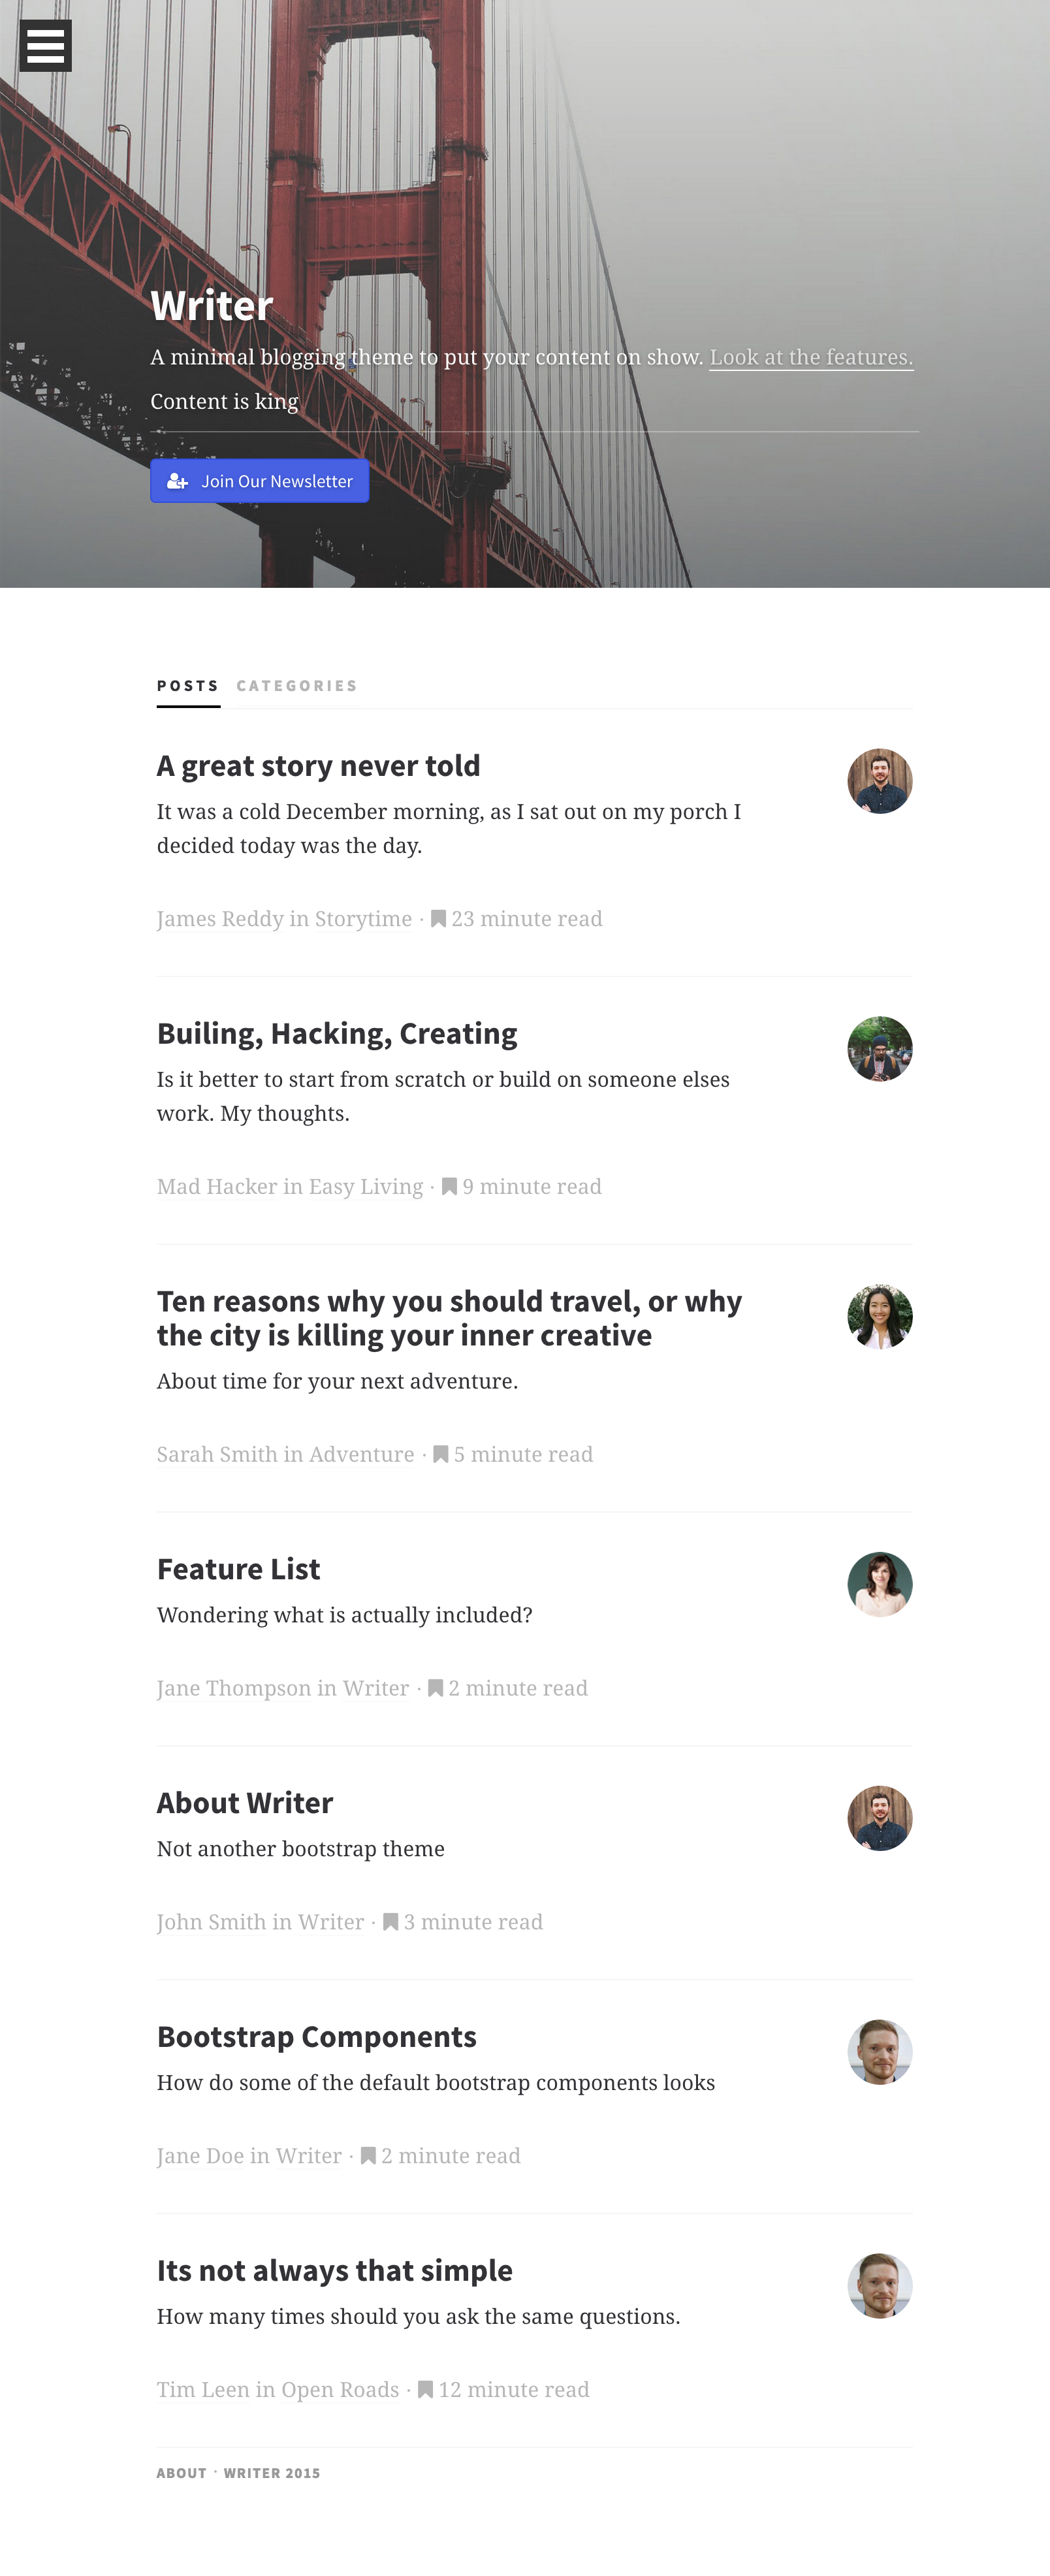 Writer
A minimal blogging theme to put your content on show. Look at the features.
Content is king
Join Our Newsletter
POSTS CATEGORIES
A great story never told
It was a cold December morning, as I sat out on my porch I
decided today was the day.
James Reddy in Storytime · 23 minute read
Builing, Hacking, Creating
Is it better to start from scratch or build on someone elses
work. My thoughts.
Mad Hacker in Easy Living · 9 minute read
Ten reasons why you should travel, or why
the city is killing your inner creative
About time for your next adventure.
Sarah Smith in Adventure · 5 minute read
Feature List
Wondering what is actually included?
Jane Thompson in Writer · 2 minute read
About Writer
Not another bootstrap theme
John Smith in Writer · 3 minute read
Bootstrap Components
How do some of the default bootstrap components looks
Jane Doe in Writer · 2 minute read
Its not always that simple
How many times should you ask the same questions.
Tim Leen in Open Roads · 12 minute read
ABOUT · WRITER 2015